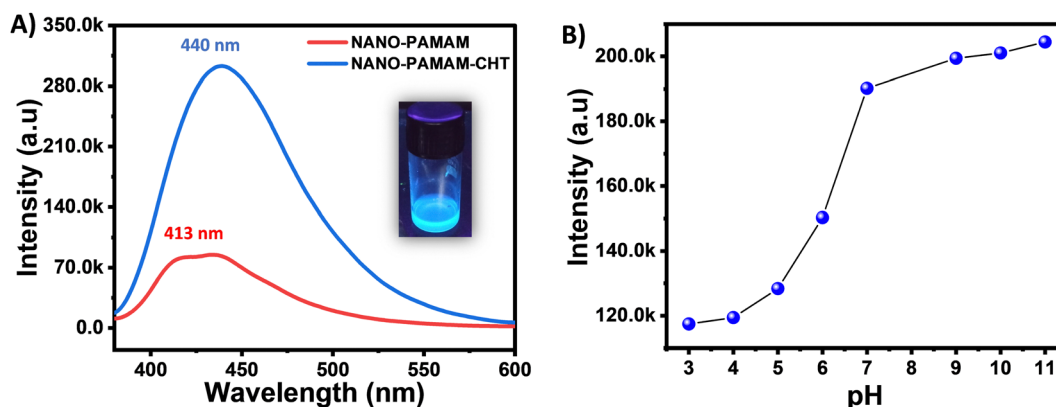 A)
350.0k
280.0k
210.0k
140.0k
70.0k
0.0
Intensity (a.u)
440 nm
413 nm
NANO-PAMAM
NANO-PAMAM-CHT
400
450
500
550
600
Wavelength (nm)
B)
200.0k
180.0k
160.0k
140.0k
120.0k
Intensity (a.u)
3 4 5 6 7 8 9 10 11
pH